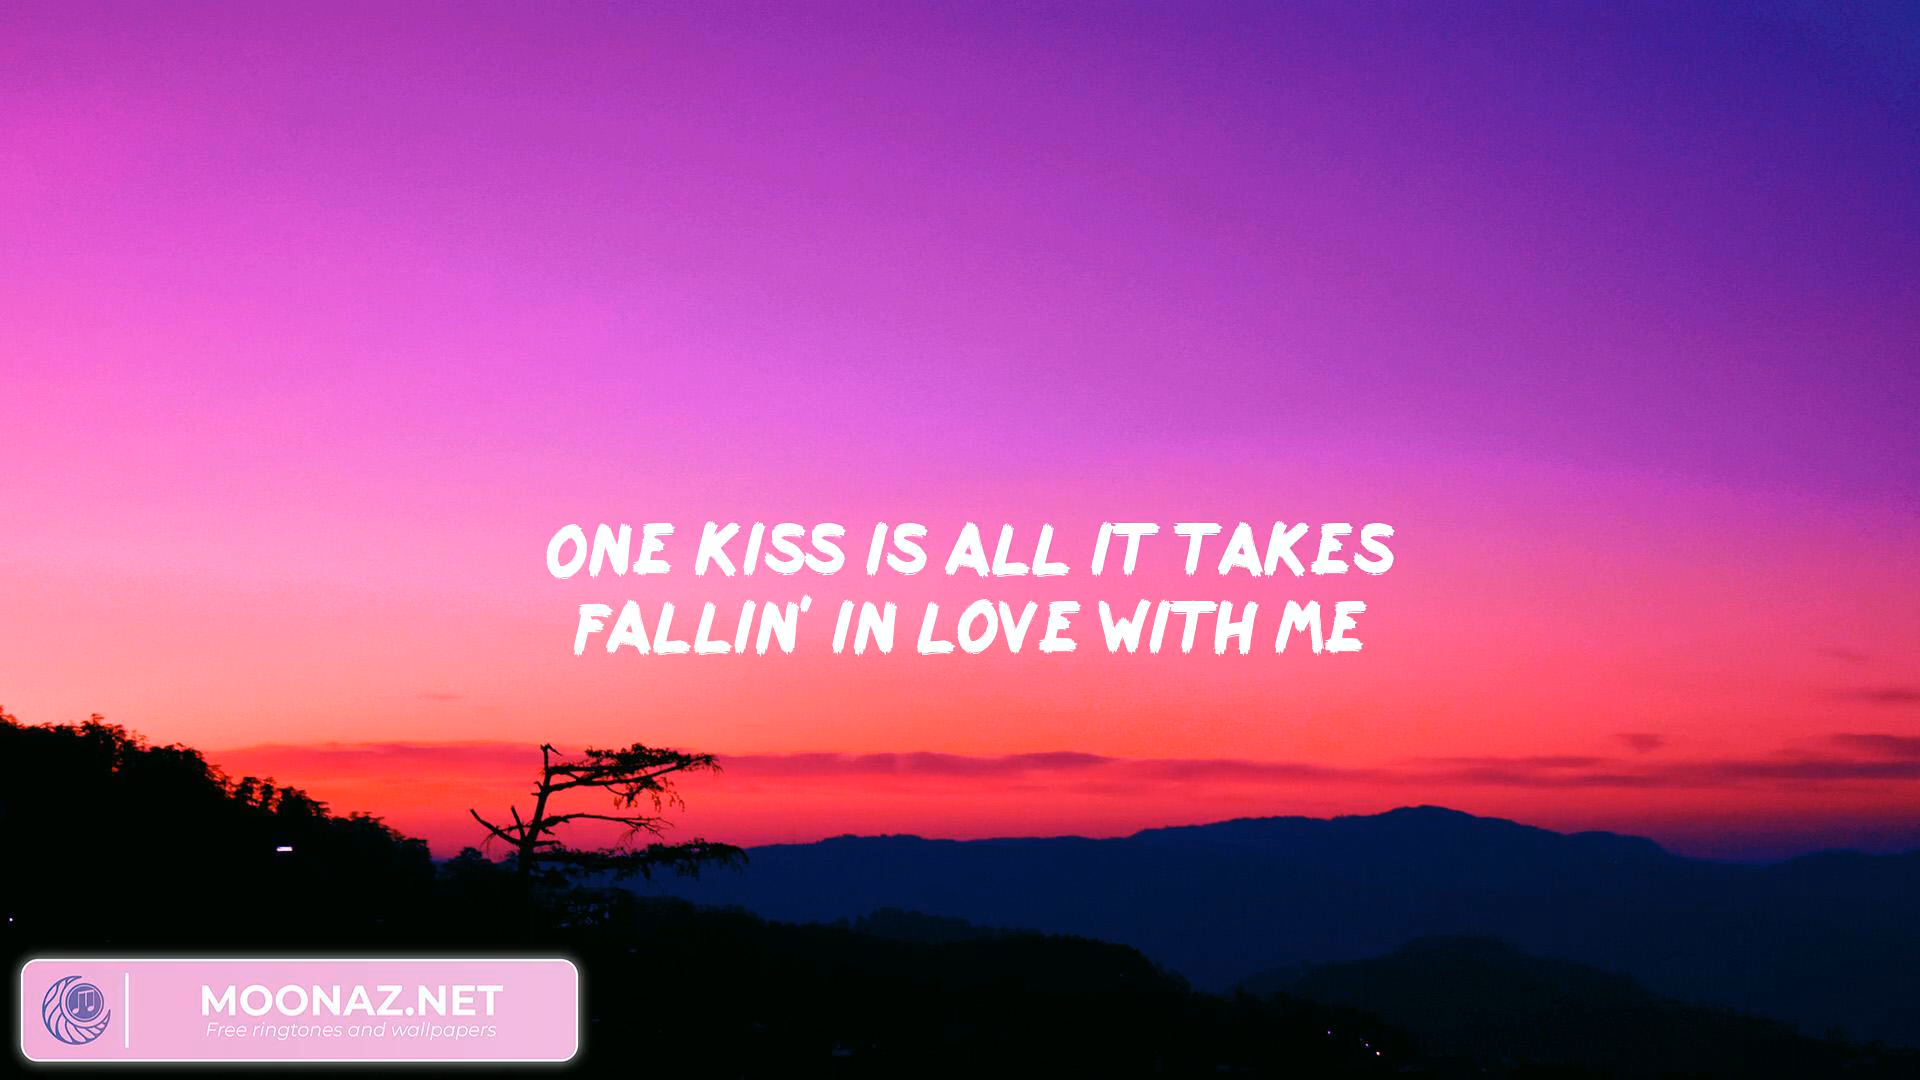 ONE KISS IS ALL IT TAKES
FALLIN' IN LOVE WITH ME
MOONAZ.NET
Free ringtones and wallpapers